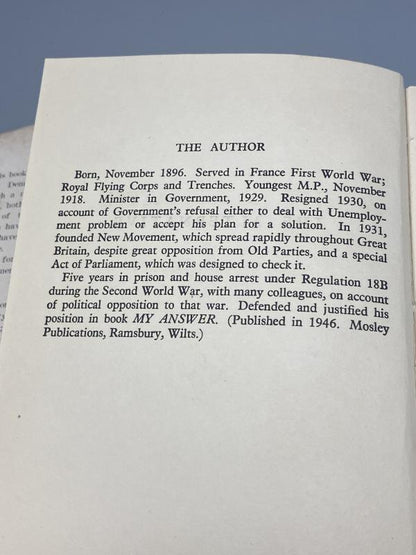 THE AUTHOR
Born, November 1896. Served in France First World War;
Royal Flying Corps and Trenches. Youngest M.P., November
1918. Minister in Government, 1929. Resigned 1930, on
account of Government's refusal either to deal with Unemploy-
ment problem or accept his plan for a solution. In 1931,
founded New Movement, which spread rapidly throughout Great
Britain, despite great opposition from Old Parties, and a special
Act of Parliament, which was designed to check it.
Five years in prison and house arrest under Regulation 18B
during the Second World War, with many colleagues, on account
of political opposition to that war. Defended and justified his
position in book MY ANSWER. (Published in 1946. Mosley
Publications, Ramsbury, Wilts.)